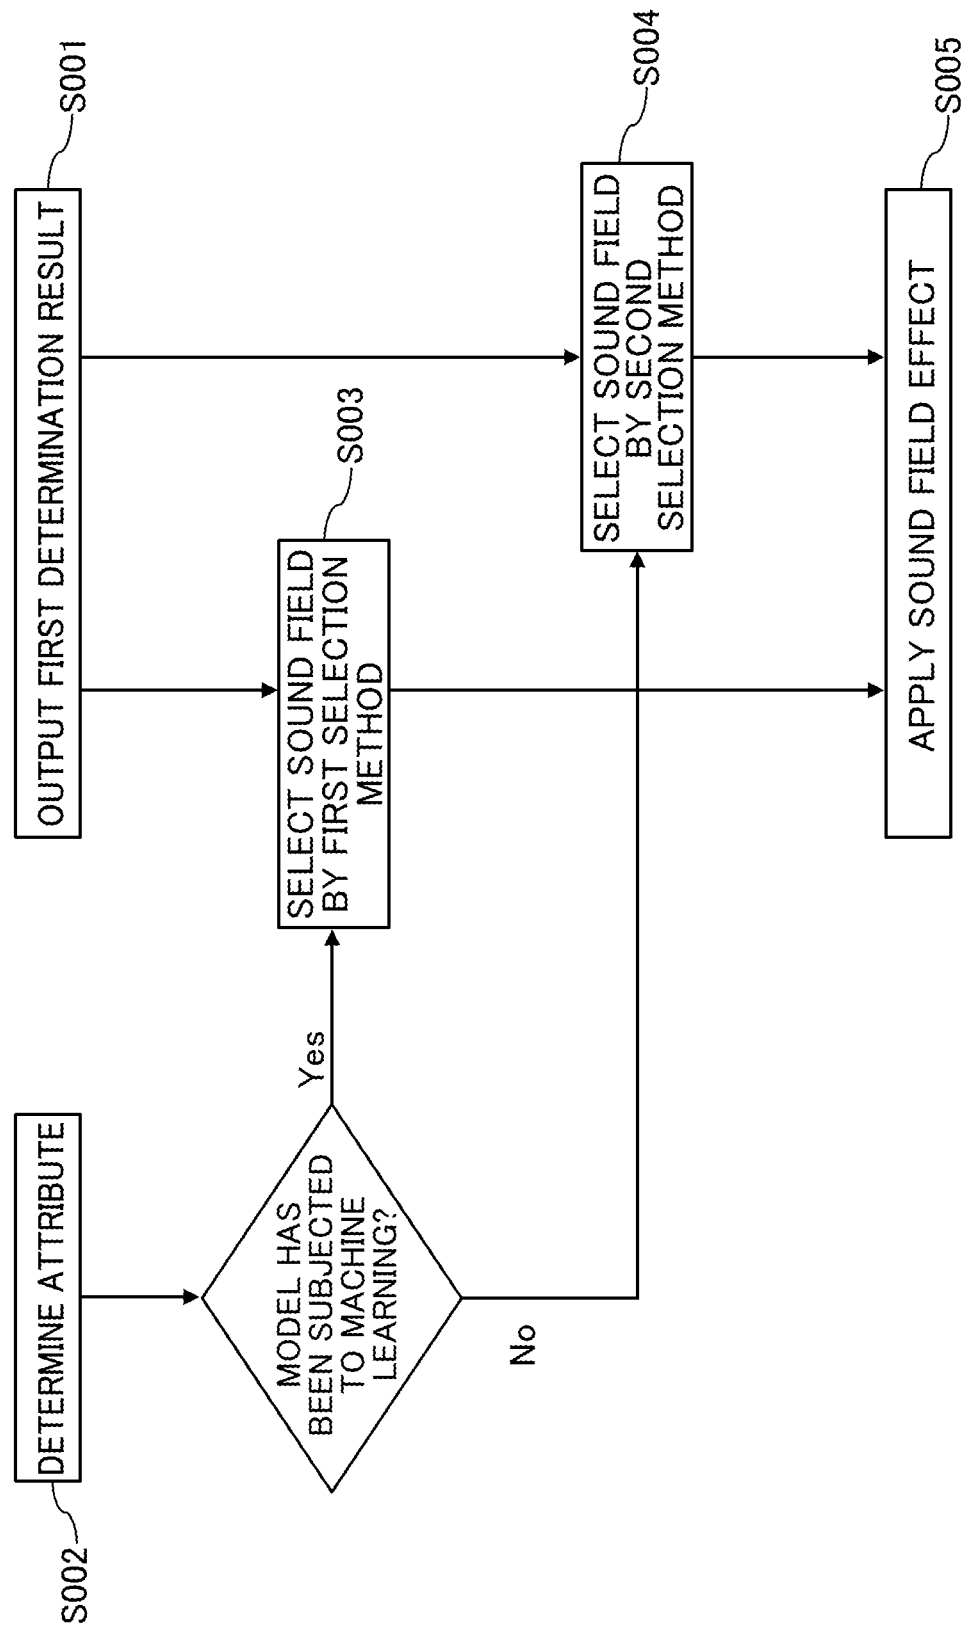 S002
DETERMINE ATTRIBUTE
OUTPUT FIRST DETERMINATION RESULT
S001
MODEL HAS
BEEN SUBJECTED
TO MACHINE
LEARNING?
Yes
No
SELECT SOUND FIELD
BY FIRST SELECTION
METHOD
S003
SELECT SOUND FIELD
BY SECOND
SELECTION METHOD
S004
APPLY SOUND FIELD EFFECT
S005